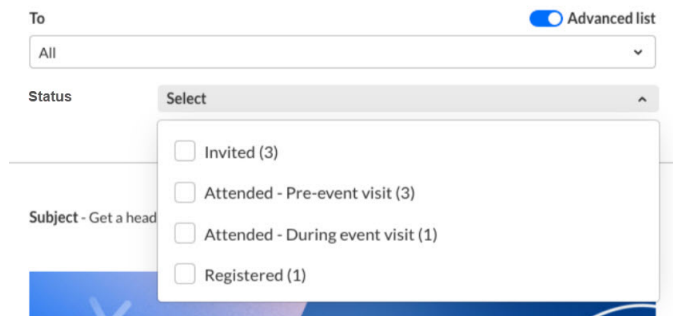 To
Advanced list
All
Status
Select
Invited (3)
Attended - Pre-event visit (3)
Attended - During event visit (1)
Registered (1)
Subject - Get a head